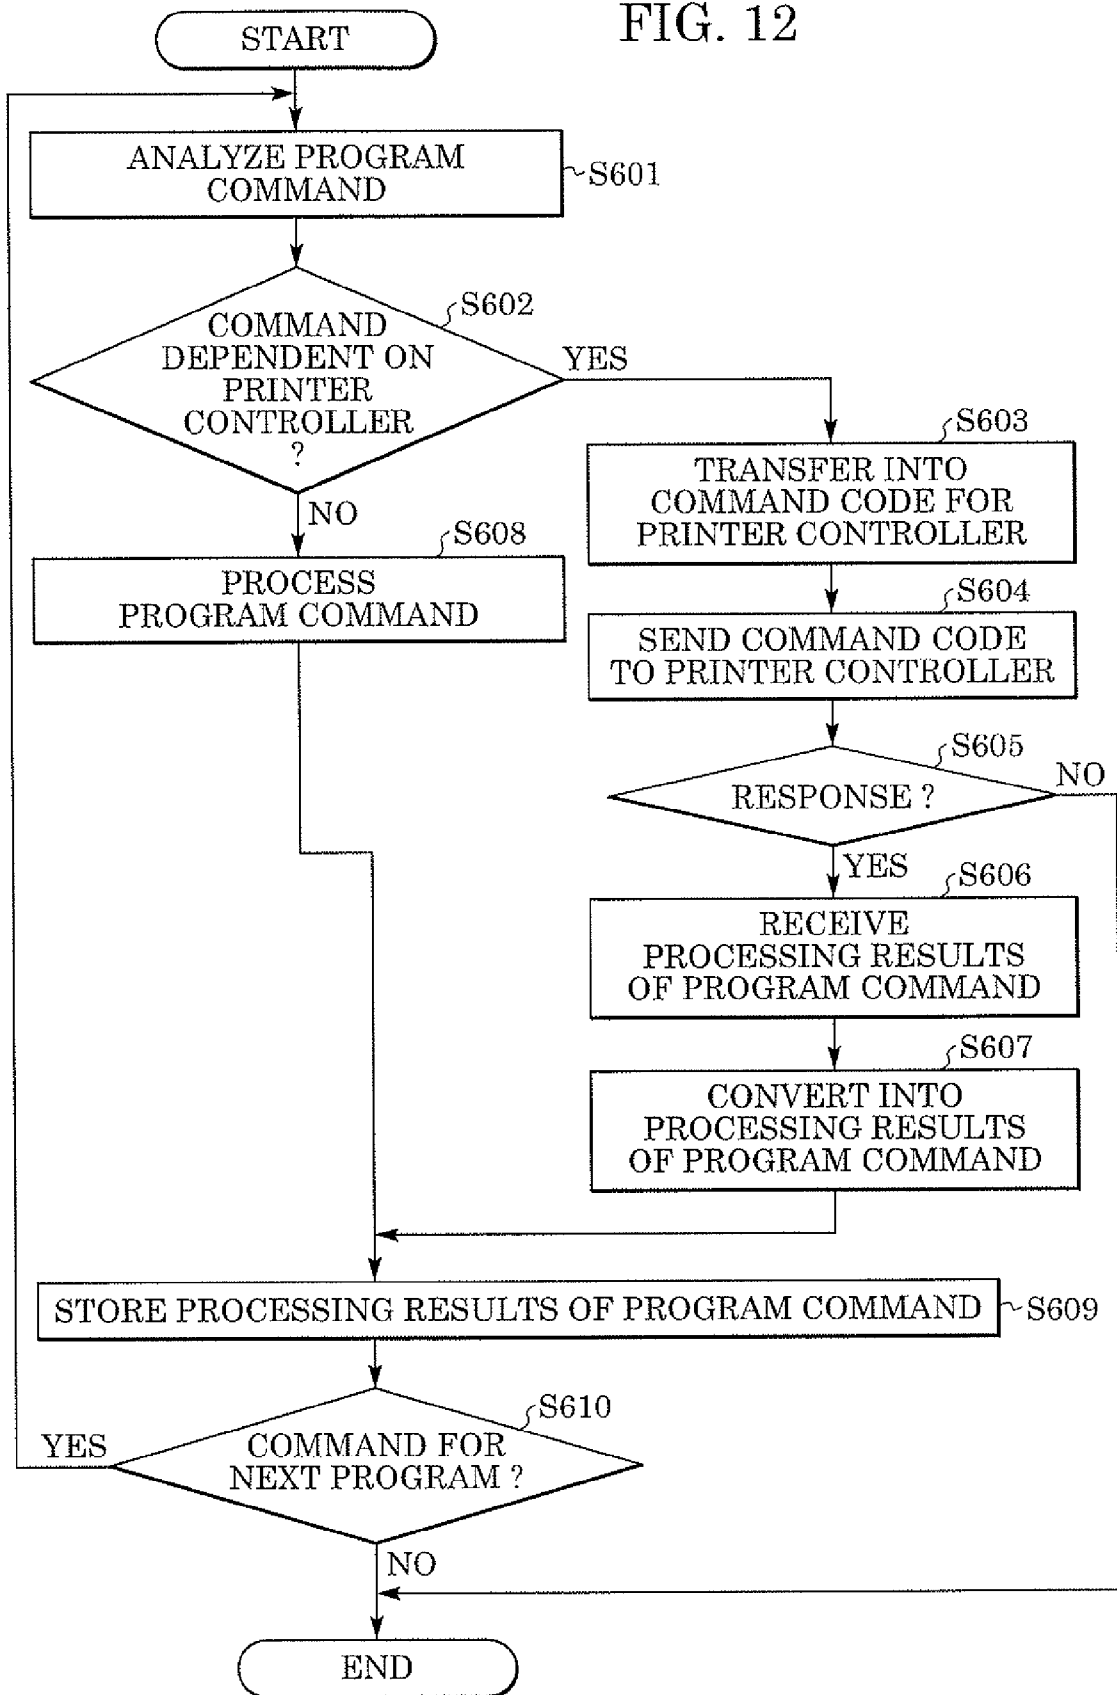 FIG. 12
START
ANALYZE PROGRAM
COMMAND
S601
S602
COMMAND
DEPENDENT ON
PRINTER
CONTROLLER
?
YES
NO
S603
TRANSFER INTO
COMMAND CODE FOR
PRINTER CONTROLLER
S608
PROCESS
PROGRAM COMMAND
S604
SEND COMMAND CODE
TO PRINTER CONTROLLER
S605
RESPONSE ?
NO
YES
S606
RECEIVE
PROCESSING RESULTS
OF PROGRAM COMMAND
S607
CONVERT INTO
PROCESSING RESULTS
OF PROGRAM COMMAND
STORE PROCESSING RESULTS OF PROGRAM COMMAND
S609
S610
COMMAND FOR
NEXT PROGRAM ?
YES
NO
END